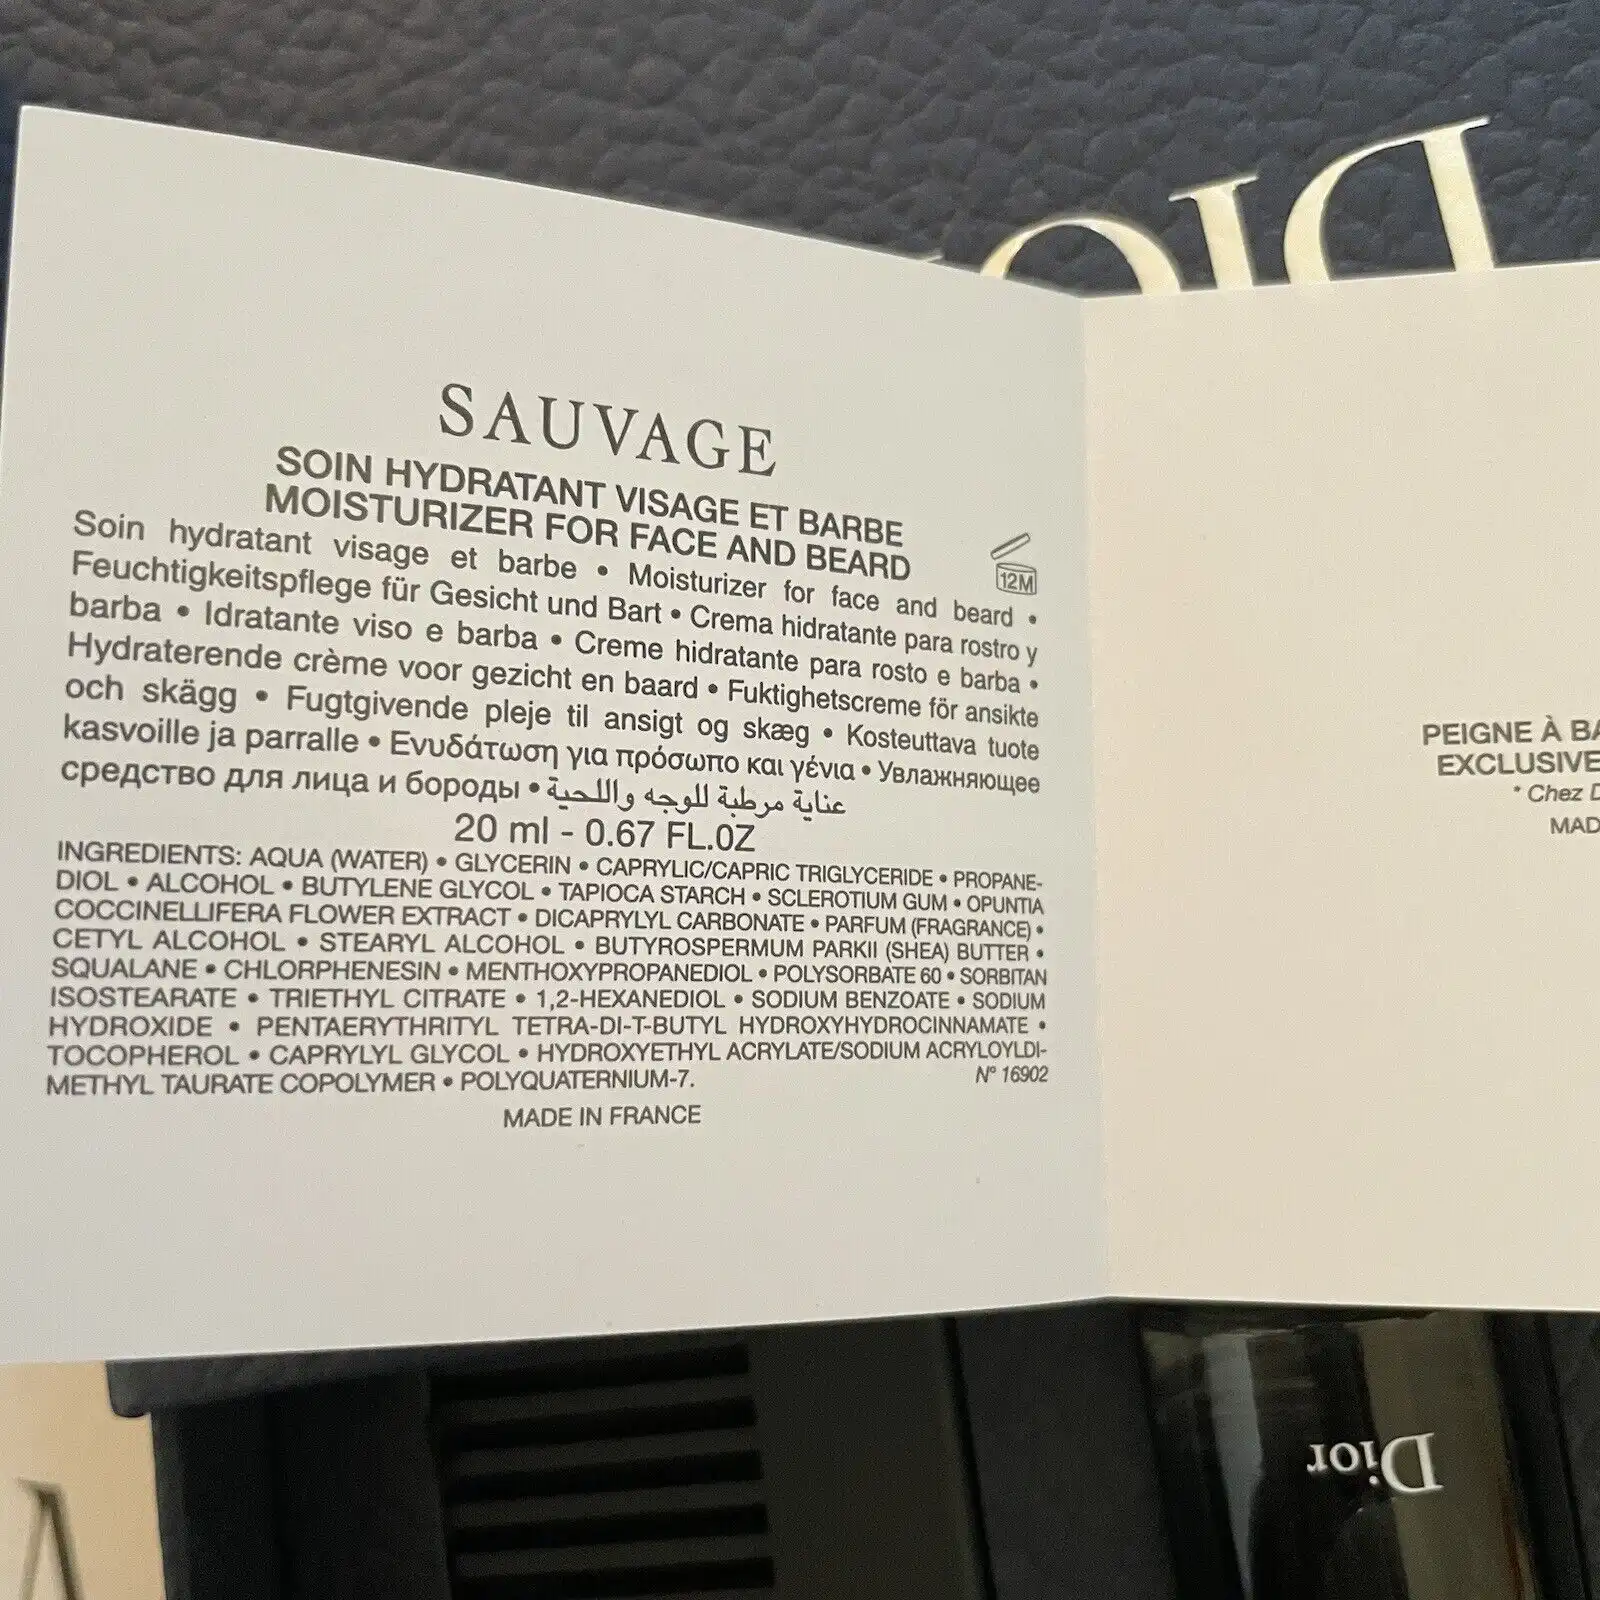 DIO
SAUVAGE
SOIN HYDRATANT VISAGE ET BARBE
MOISTURIZER FOR FACE AND BEARD
12M
Soin hydratant visage et barbe • Moisturizer for face and beard •
Feuchtigkeitspflege für Gesicht und Bart • Crema hidratante para rostro y
barba • Idratante viso e barba • Creme hidratante para rosto e barba •
Hydraterende crème voor gezicht en baard • Fuktighetscreme för ansikte
och skägg • Fugtgivende pleje til ansigt og skæg • Kosteuttava tuote
kasvoille ja parralle • Ενυδάτωση για πρόσωπο και γένια • Увлажняющее
средство для лица и бороды • عناية مرطبة للوجه واللحية
20 ml - 0.67 FL.OZ
INGREDIENTS: AQUA (WATER) • GLYCERIN • CAPRYLIC/CAPRIC TRIGLYCERIDE • PROPANE-
DIOL • ALCOHOL • BUTYLENE GLYCOL • TAPIOCA STARCH • SCLEROTIUM GUM • OPUNTIA
COCCINELLIFERA FLOWER EXTRACT • DICAPRYLYL CARBONATE • PARFUM (FRAGRANCE) •
CETYL ALCOHOL • STEARYL ALCOHOL • BUTYROSPERMUM PARKII (SHEA) BUTTER •
SQUALANE • CHLORPHENESIN • MENTHOXYPROPANEDIOL • POLYSORBATE 60 • SORBITAN
ISOSTEARATE • TRIETHYL CITRATE • 1,2-HEXANEDIOL • SODIUM BENZOATE • SODIUM
HYDROXIDE • PENTAERYTHRITYL TETRA-DI-T-BUTYL HYDROXYHYDROCINNAMATE •
TOCOPHEROL • CAPRYLYL GLYCOL • HYDROXYETHYL ACRYLATE/SODIUM ACRYLOYLDI-
METHYL TAURATE COPOLYMER • POLYQUATERNIUM-7.
N° 16902
MADE IN FRANCE
PEIGNE À BA
EXCLUSIVE
* Chez D
MAD
Dior